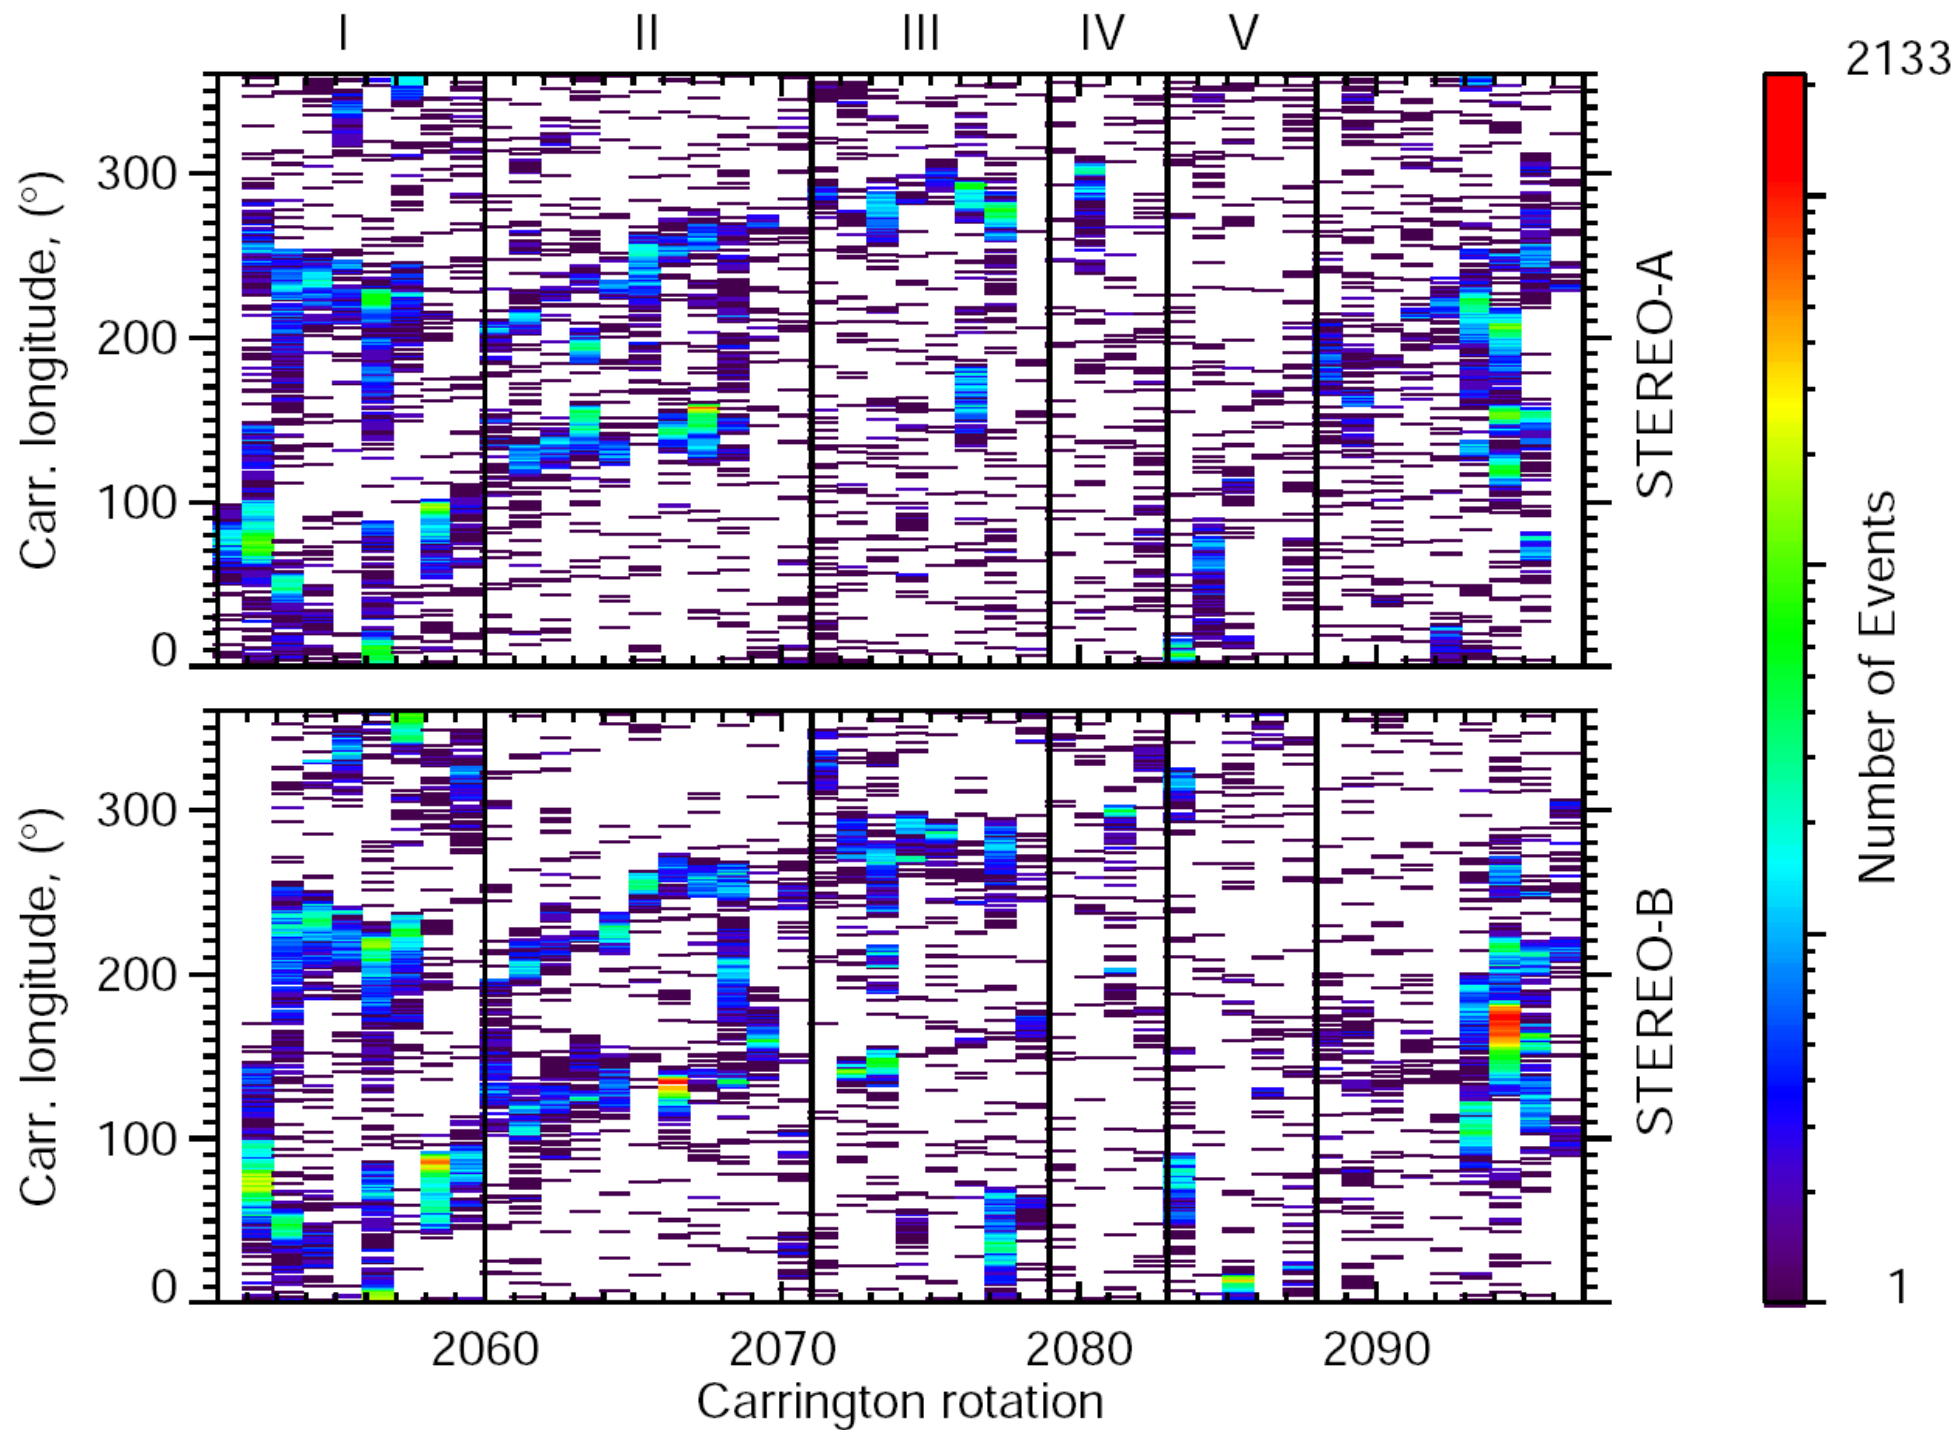 I II III IV V
2133
300
200
100
0
Carr. longitude, (°)
STEREO-A
300
200
100
0
Carr. longitude, (°)
STEREO-B
Number of Events
1
2060 2070 2080 2090
Carrington rotation